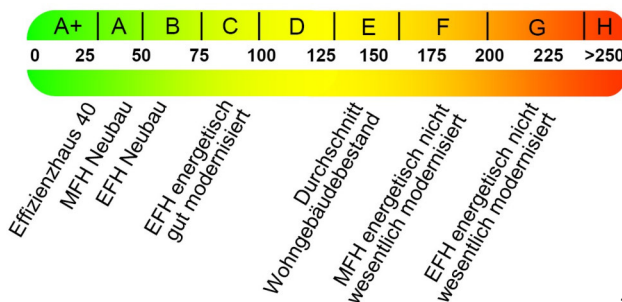 A+ A B C D E F G H
0 25 50 75 100 125 150 175 200 225 >250
Effizienzhaus 40
MFH Neubau
EFH Neubau
EFH energetisch
gut modernisiert
Durchschnitt
Wohngebäudebestand
MFH energetisch nicht
wesentlich modernisiert
EFH energetisch nicht
wesentlich modernisiert